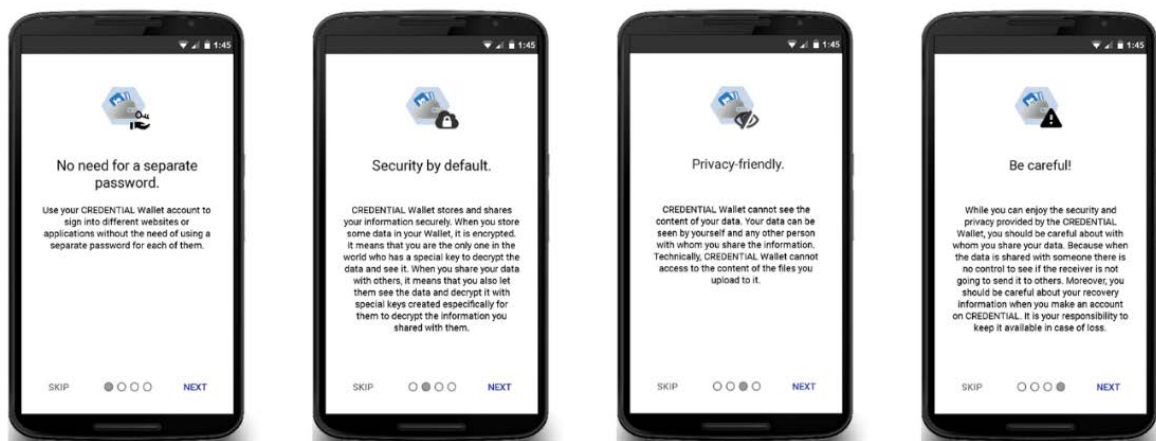 1:45
No need for a separate
password.
Use your CREDENTIAL Wallet account to
sign into different websites or
applications without the need of using a
separate password for each of them.
SKIP
NEXT
1:45
Security by default.
CREDENTIAL Wallet stores and shares
your information securely. When you store
some data in your Wallet, it is encrypted.
it means that you are the only one in the
world who has a special key to decrypt the
data and see it. When you share your data
with others, it means that you also let
them see the data and decrypt it with
special keys created especifically for
them to decrypt the information you
shared with them.
SKIP
NEXT
1:45
Privacy-friendly.
CREDENTIAL Wallet cannot see the
content of your data. Your data can be
seen by yourself and any other person
with whom you share the information.
Technically, CREDENTIAL Wallet cannot
access to the content of the files you
upload to it.
SKIP
NEXT
1:45
Be careful!
While you can enjoy the security and
privacy provided by the CREDENTIAL
Wallet, you should be careful about with
whom you share your data. Because when
the data is shared with someone there is
no control to see if the receiver is not
going to send it to others. Moreover, you
should be careful about your recovery
information when you make an account
on CREDENTIAL. It is your responsibility to
keep it available in case of loss.
SKIP
NEXT